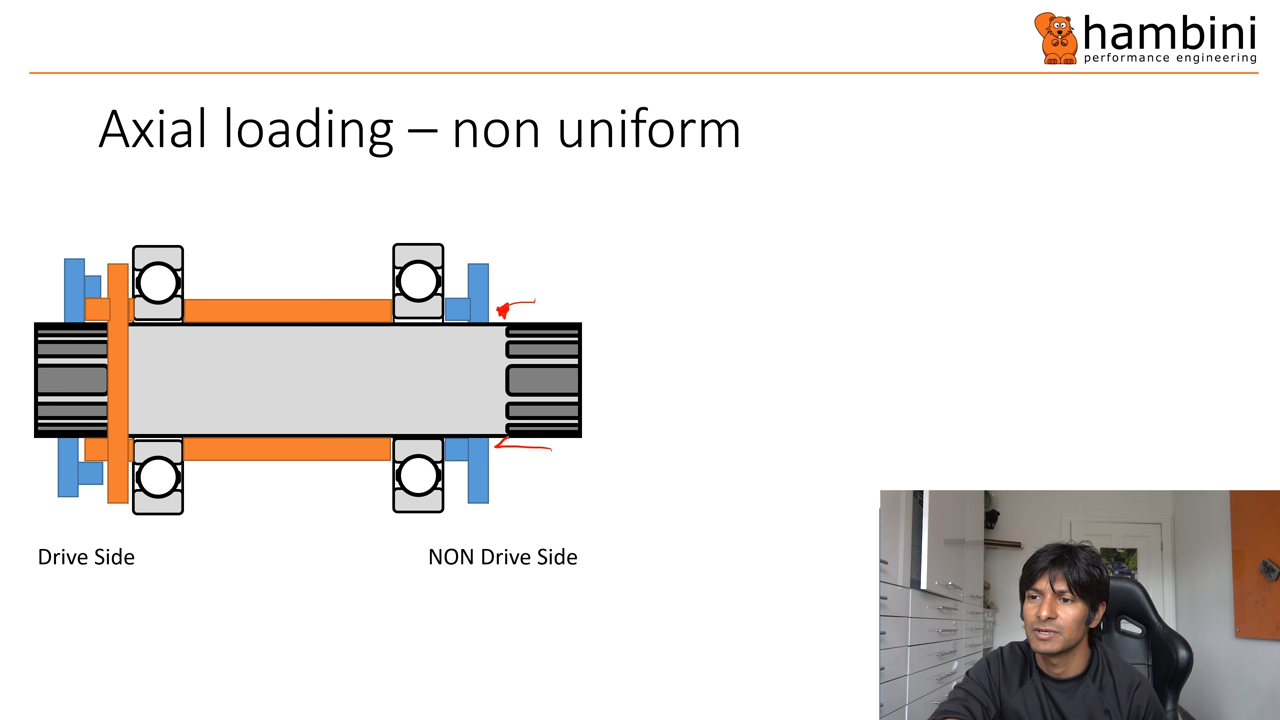 hambini
performance engineering
Axial loading – non uniform
Drive Side
NON Drive Side